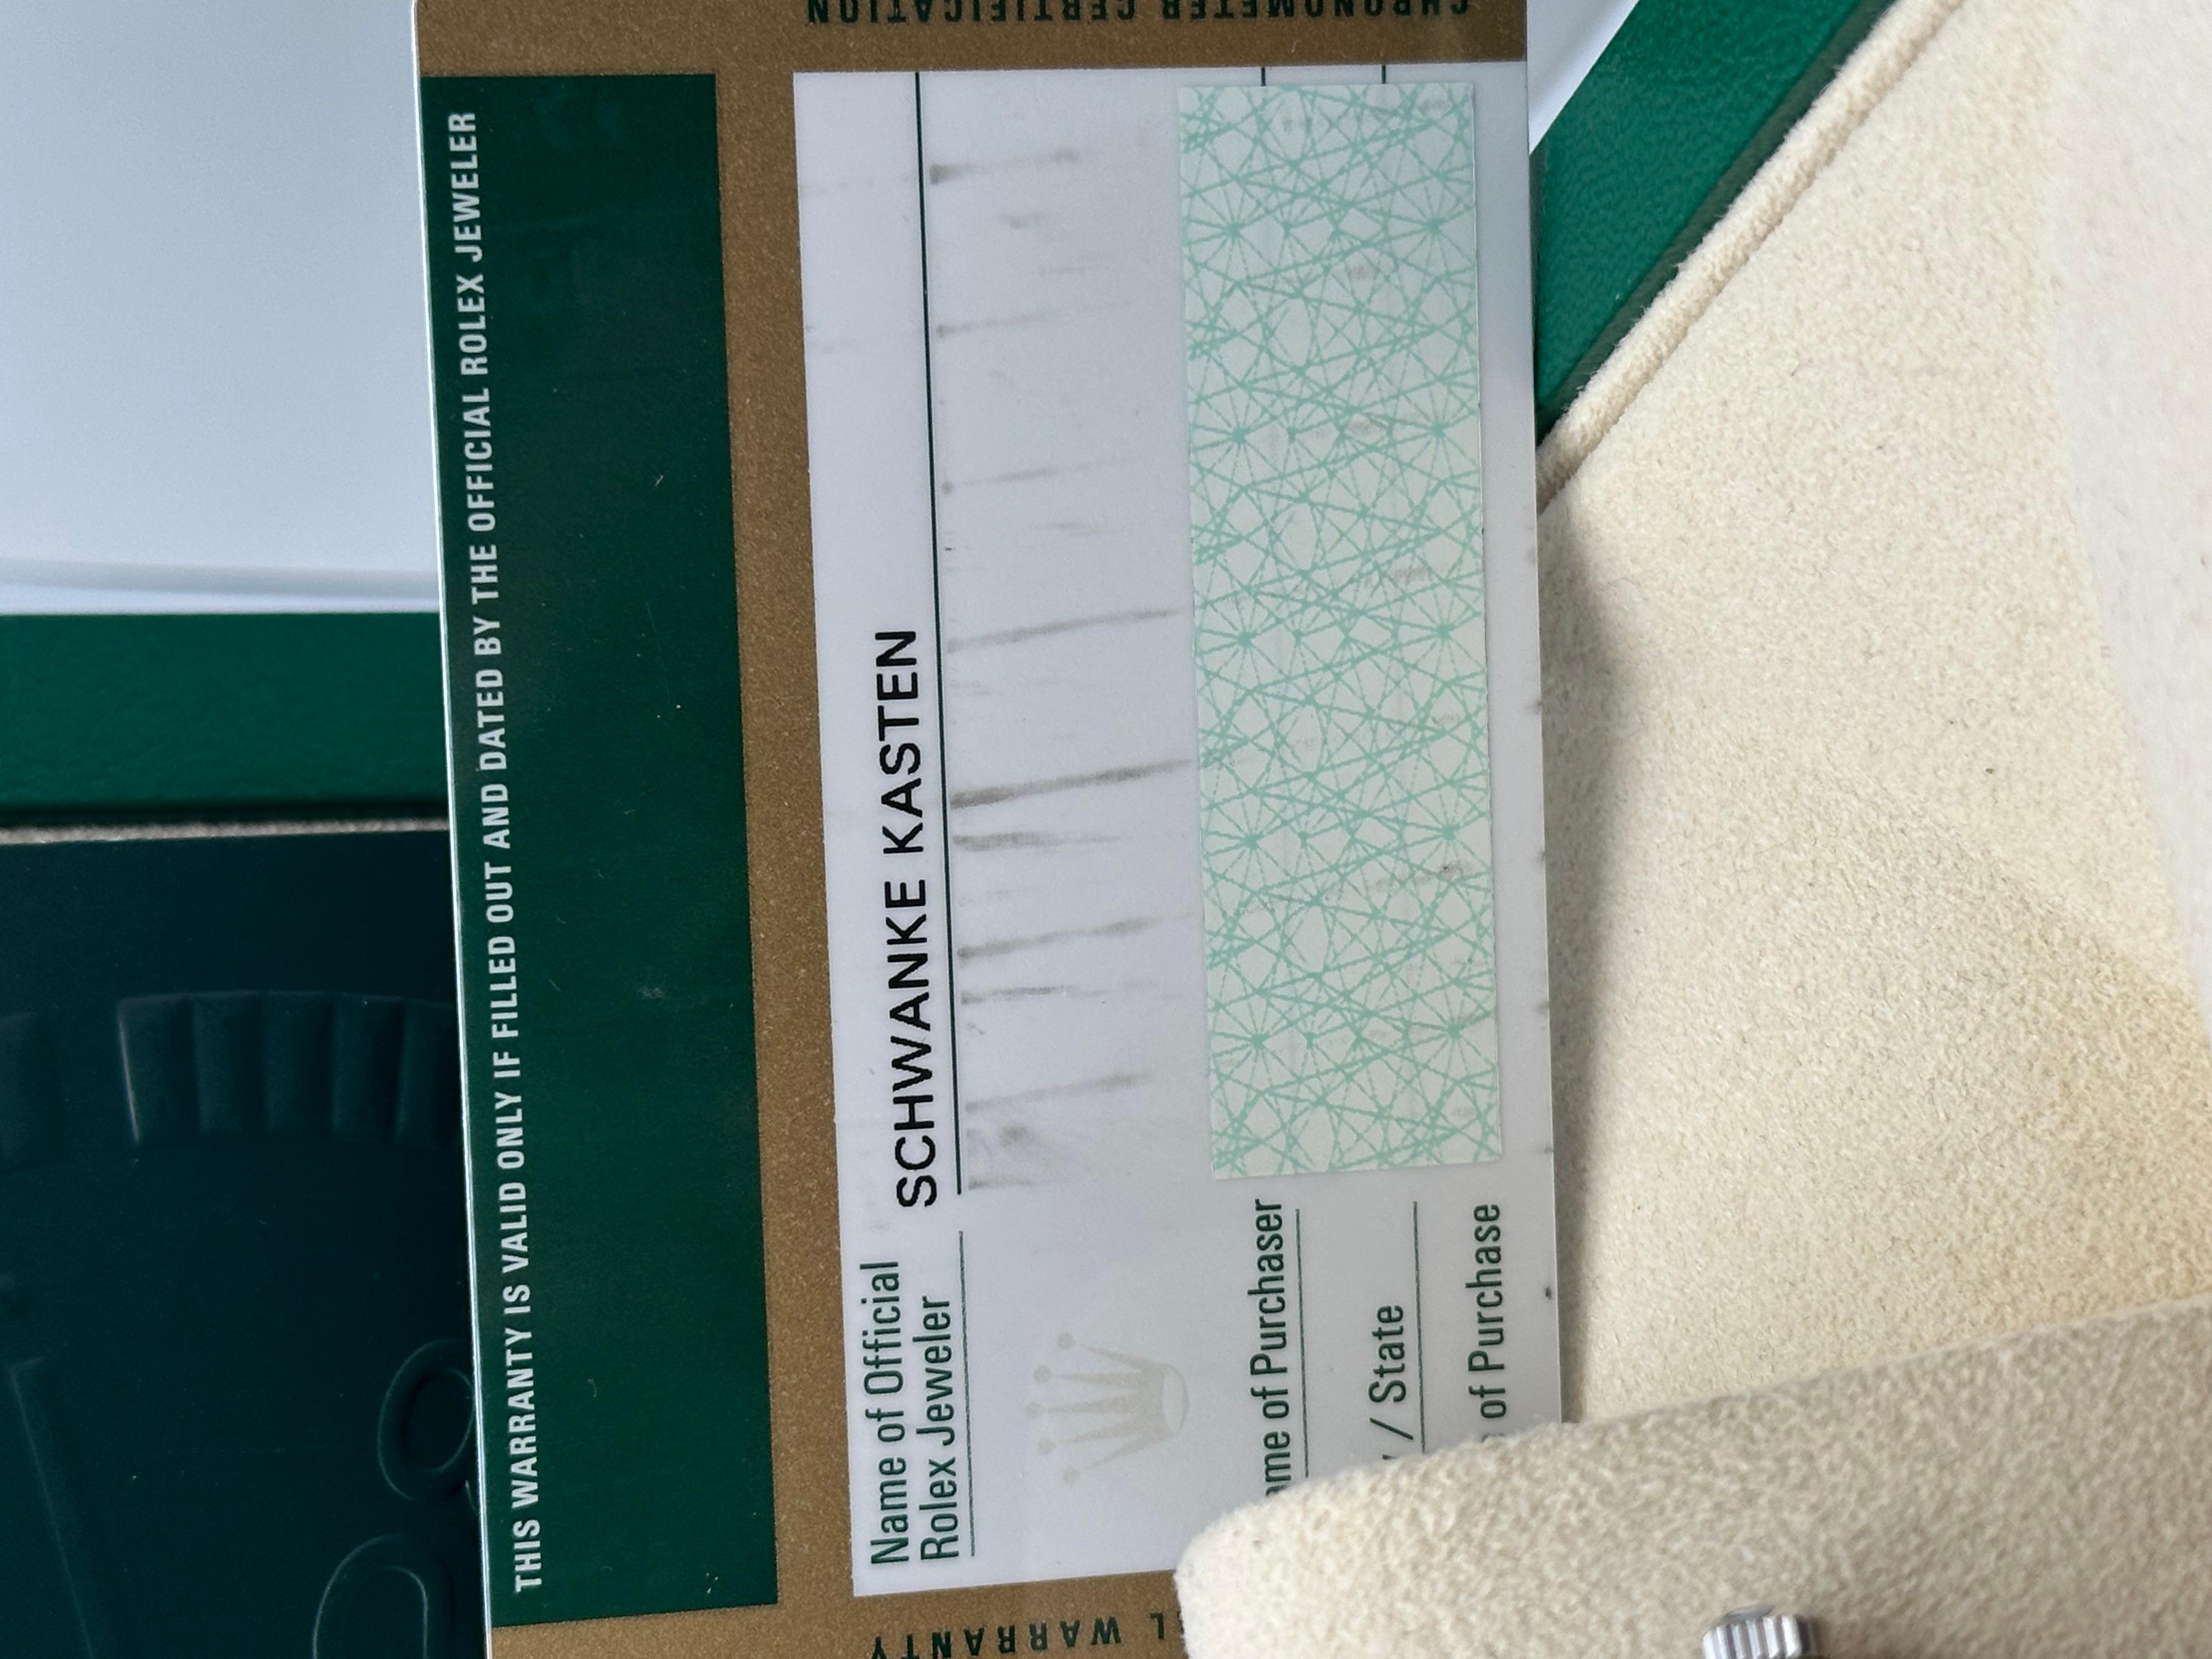 CHRONOMETER CERTIFICATION
THIS WARRANTY IS VALID ONLY IF FILLED OUT AND DATED BY THE OFFICIAL ROLEX JEWELER
Name of Official
Rolex Jeweler
SCHWANKE KASTEN
ame of Purchaser
/ State
of Purchase
L WARRANTY